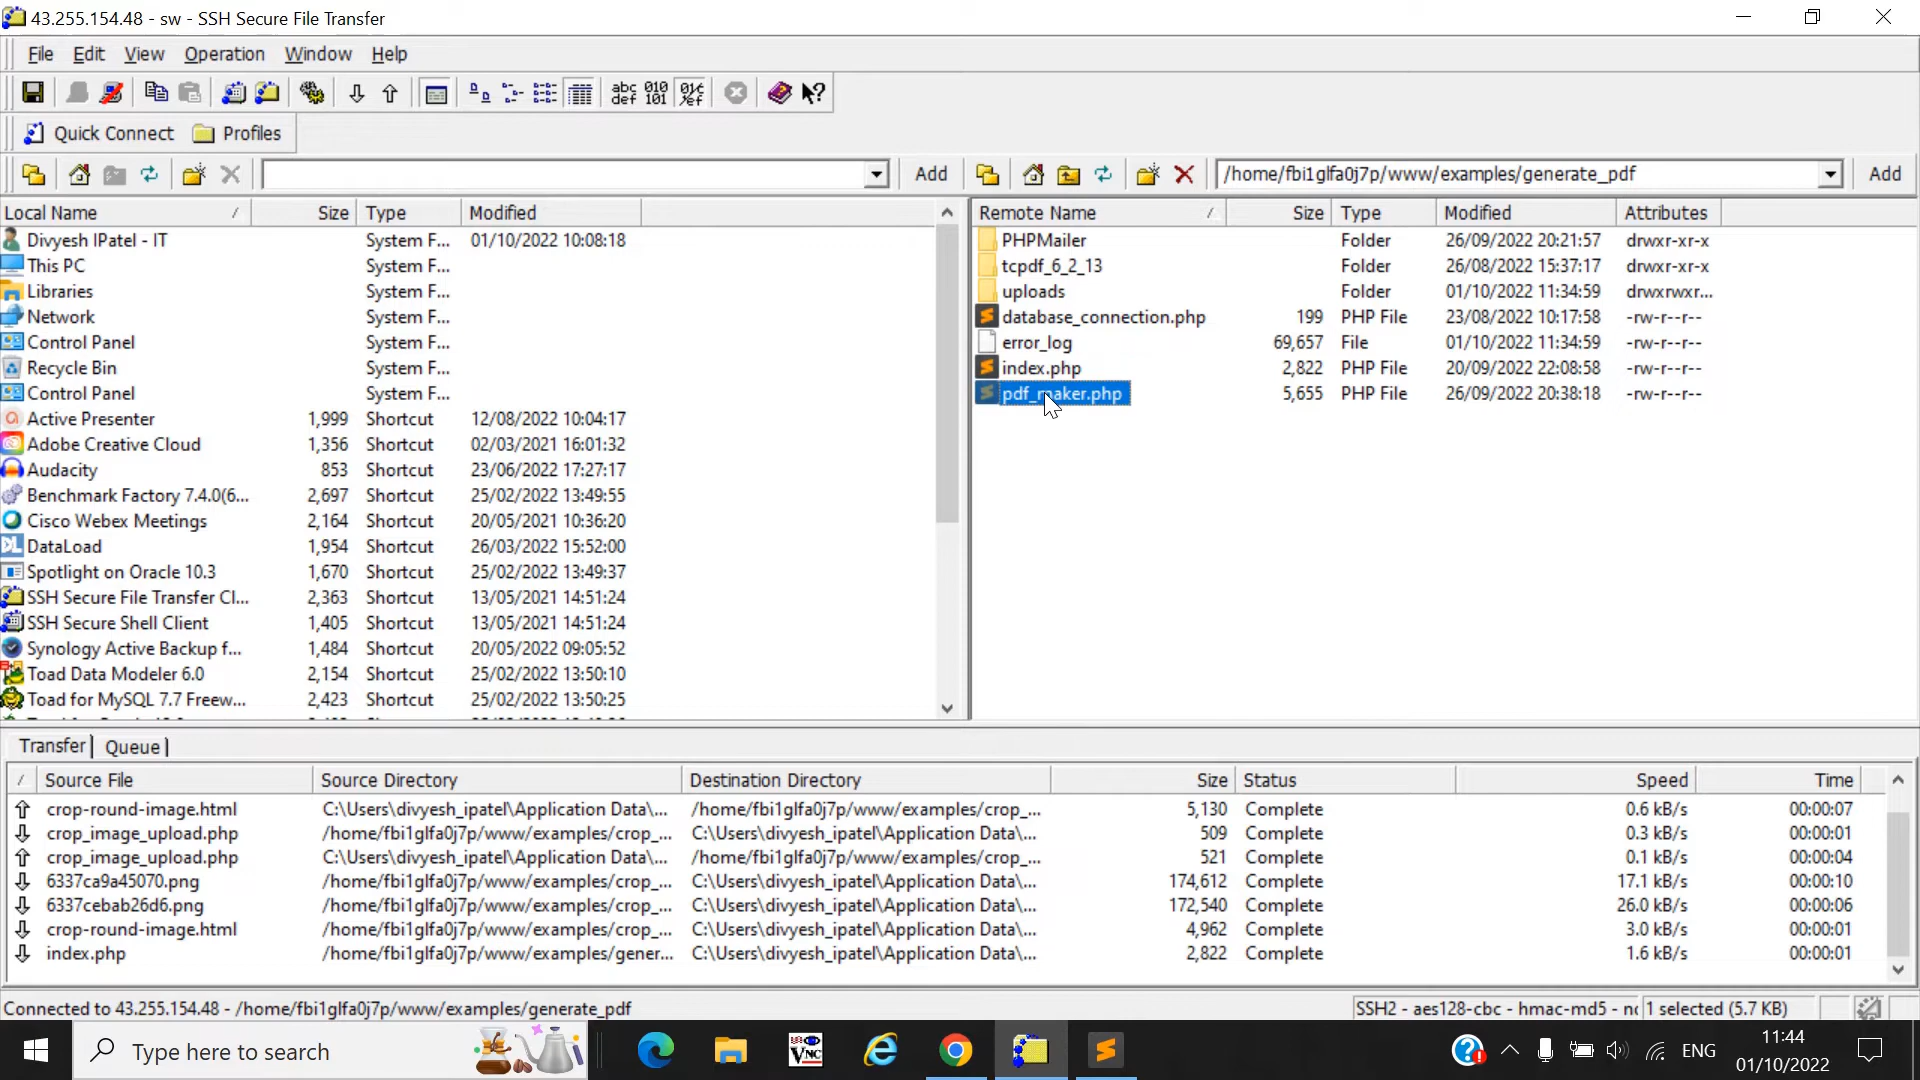 43.255.154.48 - sw - SSH Secure File Transfer
File Edit View Operation Window Help
abc def 010 101
Quick Connect Profiles
Add /home/fbi1glfa0j7p/www/examples/generate_pdf Add
Local Name / Size Type Modified
Divyesh IPatel - IT System F... 01/10/2022 10:08:18
This PC System F...
Libraries System F...
Network System F...
Control Panel System F...
Recycle Bin System F...
Control Panel System F...
Active Presenter 1,999 Shortcut 12/08/2022 10:04:17
Adobe Creative Cloud 1,356 Shortcut 02/03/2021 16:01:32
Audacity 853 Shortcut 23/06/2022 17:27:17
Benchmark Factory 7.4.0(6... 2,697 Shortcut 25/02/2022 13:49:55
Cisco Webex Meetings 2,164 Shortcut 20/05/2021 10:36:20
DataLoad 1,954 Shortcut 26/03/2022 15:52:00
Spotlight on Oracle 10.3 1,670 Shortcut 25/02/2022 13:49:37
SSH Secure File Transfer Cl... 2,363 Shortcut 13/05/2021 14:51:24
SSH Secure Shell Client 1,405 Shortcut 13/05/2021 14:51:24
Synology Active Backup f... 1,484 Shortcut 20/05/2022 09:05:52
Toad Data Modeler 6.0 2,154 Shortcut 25/02/2022 13:50:10
Toad for MySQL 7.7 Freew... 2,423 Shortcut 25/02/2022 13:50:25
Remote Name / Size Type Modified Attributes
PHPMailer Folder 26/09/2022 20:21:57 drwxr-xr-x
tcpdf_6_2_13 Folder 26/08/2022 15:37:17 drwxr-xr-x
uploads Folder 01/10/2022 11:34:59 drwxrwxr...
database_connection.php 199 PHP File 23/08/2022 10:17:58 -rw-r--r--
error_log 69,657 File 01/10/2022 11:34:59 -rw-r--r--
index.php 2,822 PHP File 20/09/2022 22:08:58 -rw-r--r--
pdf_maker.php 5,655 PHP File 26/09/2022 20:38:18 -rw-r--r--
Transfer Queue
/ Source File Source Directory Destination Directory Size Status Speed Time
crop-round-image.html C:\Users\divyesh_ipatel\Application Data\... /home/fbi1glfa0j7p/www/examples/crop_... 5,130 Complete 0.6 kB/s 00:00:07
crop_image_upload.php /home/fbi1glfa0j7p/www/examples/crop_... C:\Users\divyesh_ipatel\Application Data\... 509 Complete 0.3 kB/s 00:00:01
crop_image_upload.php C:\Users\divyesh_ipatel\Application Data\... /home/fbi1glfa0j7p/www/examples/crop_... 521 Complete 0.1 kB/s 00:00:04
6337ca9a45070.png /home/fbi1glfa0j7p/www/examples/crop_... C:\Users\divyesh_ipatel\Application Data\... 174,612 Complete 17.1 kB/s 00:00:10
6337cebab26d6.png /home/fbi1glfa0j7p/www/examples/crop_... C:\Users\divyesh_ipatel\Application Data\... 172,540 Complete 26.0 kB/s 00:00:06
crop-round-image.html /home/fbi1glfa0j7p/www/examples/crop_... C:\Users\divyesh_ipatel\Application Data\... 4,962 Complete 3.0 kB/s 00:00:01
index.php /home/fbi1glfa0j7p/www/examples/gener... C:\Users\divyesh_ipatel\Application Data\... 2,822 Complete 1.6 kB/s 00:00:01
Connected to 43.255.154.48 - /home/fbi1glfa0j7p/www/examples/generate_pdf SSH2 - aes128-cbc - hmac-md5 - 1 selected (5.7 KB)
Type here to search VNC ENG 11:44
01/10/2022